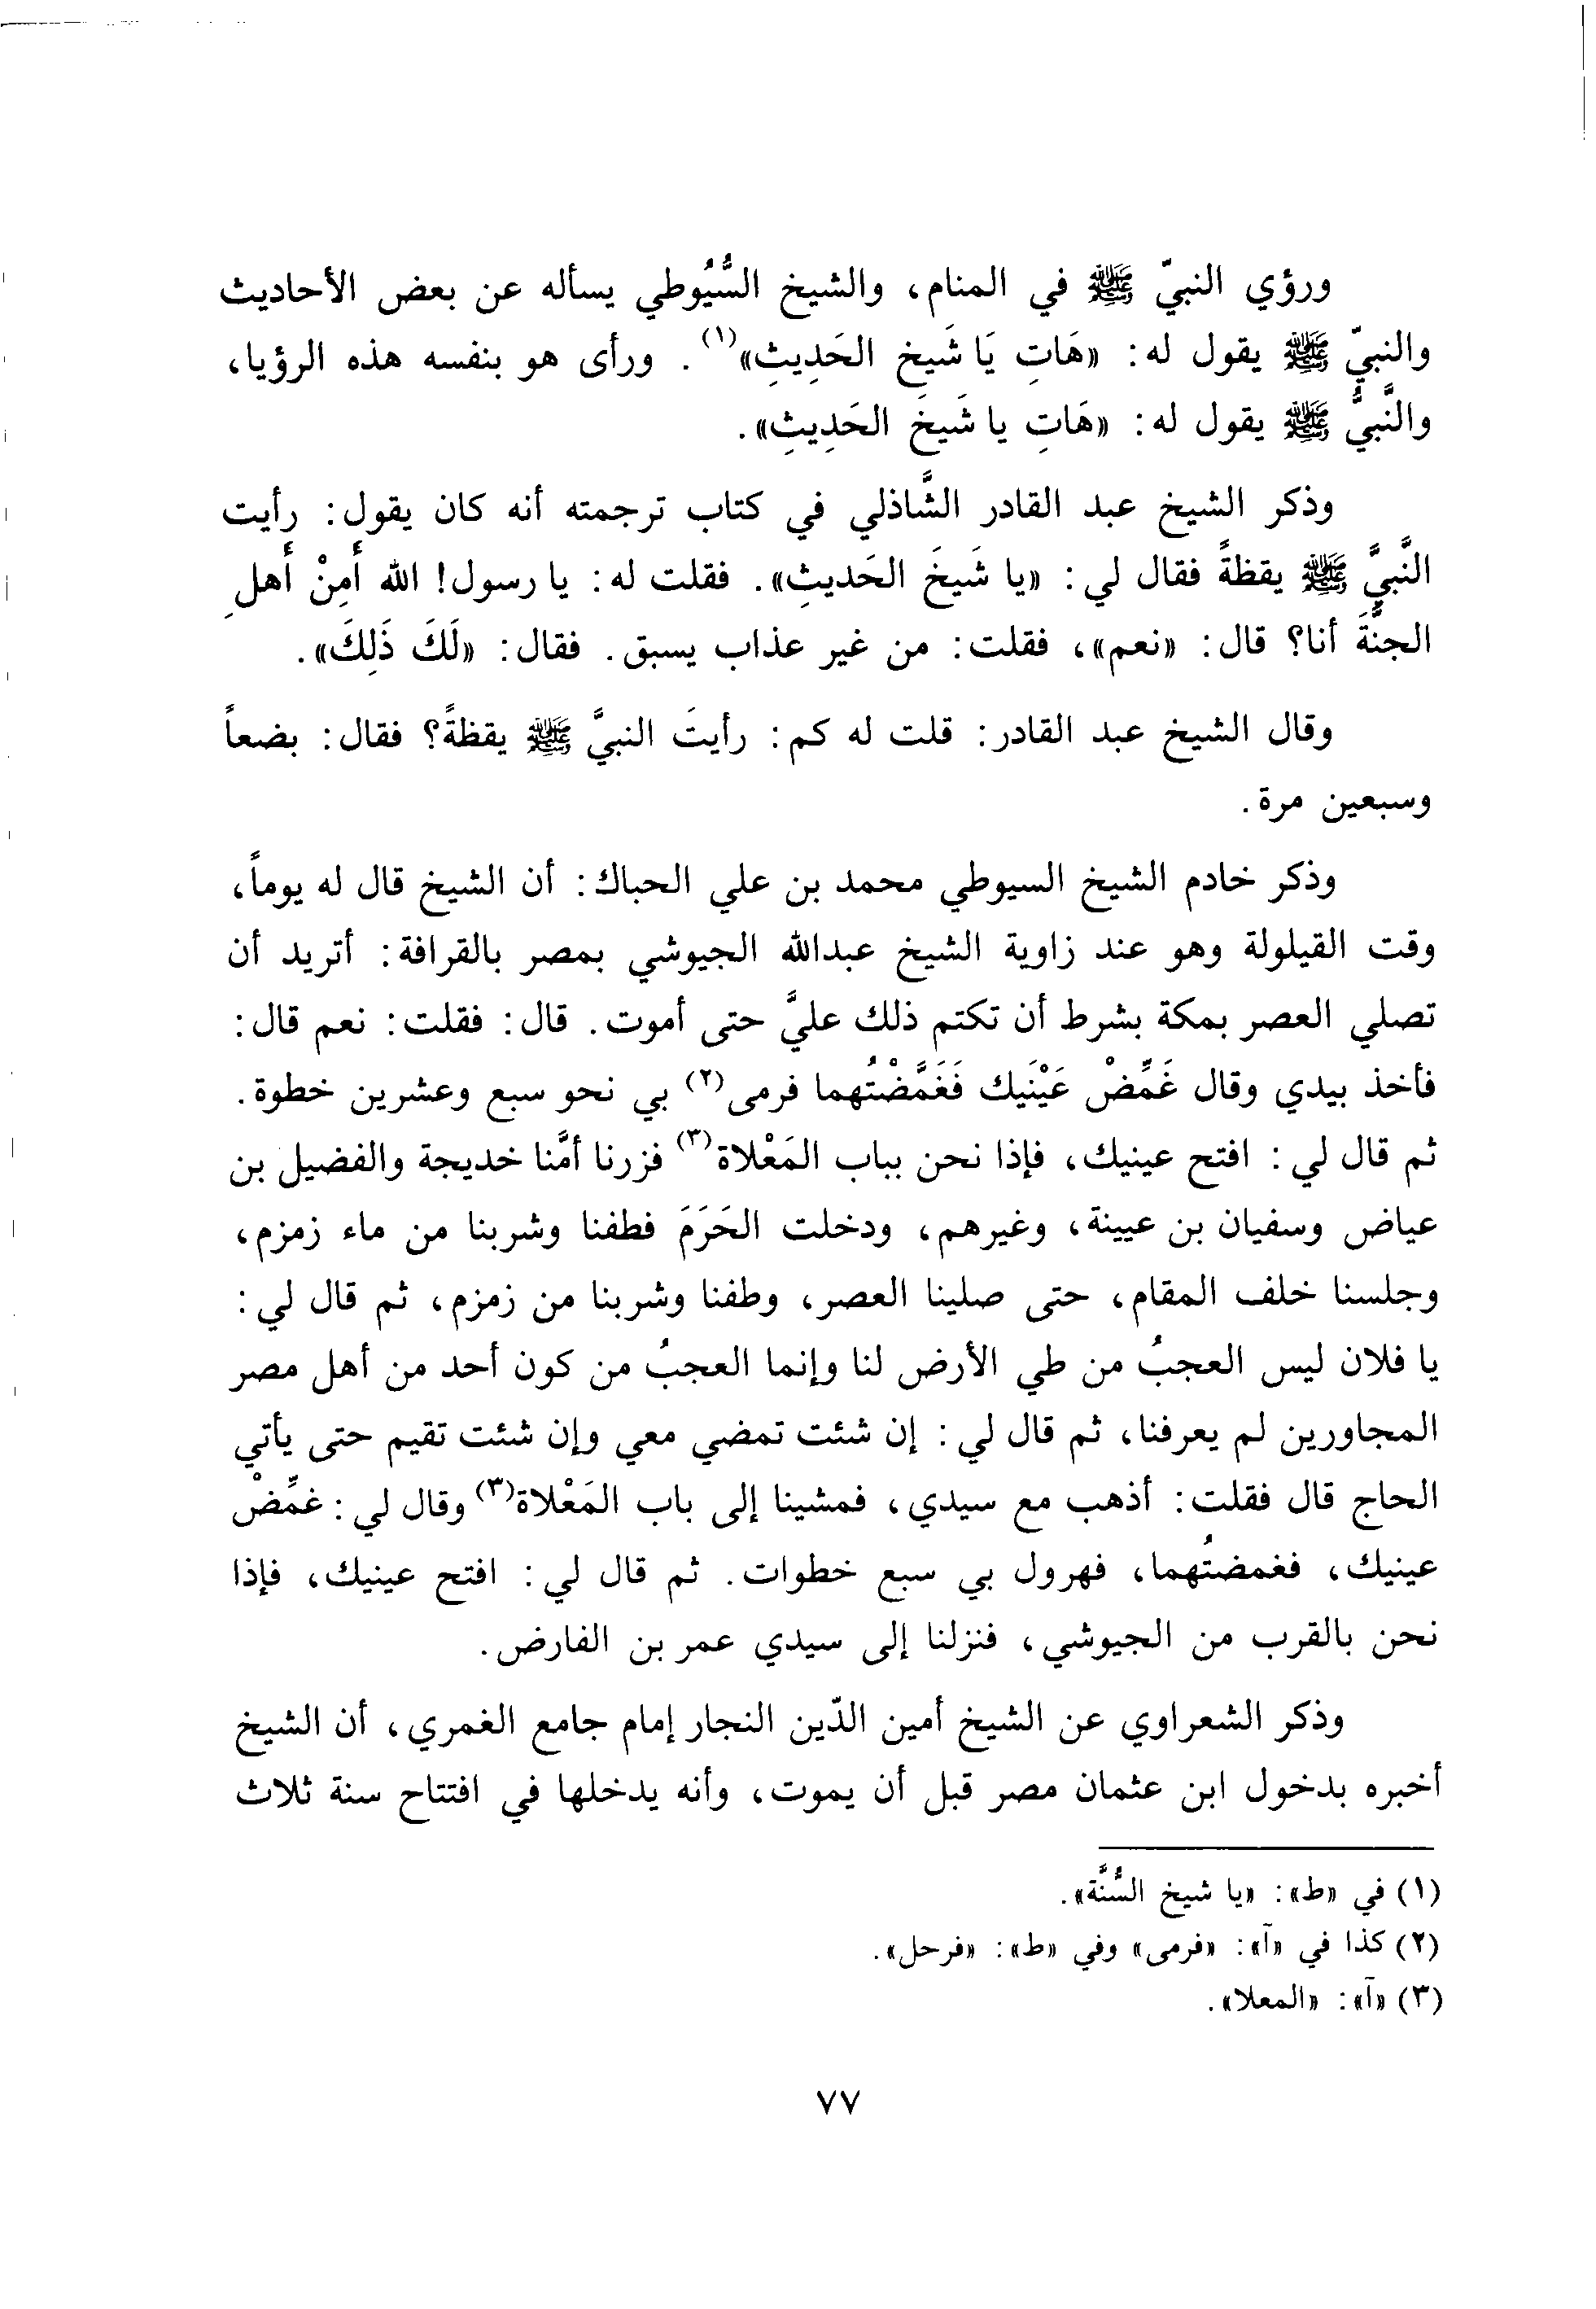 ورؤي النبيّ ﷺ في المنام، والشيخ السُّيُوطي يسأله عن بعض الأحاديث
والنبيّ ﷺ يقول له: «هَاتِ يَا شَيخ الحَدِيثِ»(١). ورأى هو بنفسه هذه الرؤيا،
والنَّبيُّ ﷺ يقول له: «هَاتِ يا شَيخَ الحَدِيثِ».
وذكر الشيخ عبد القادر الشَّاذلي في كتاب ترجمته أنه كان يقول: رأيت
النَّبيَّ ﷺ يقظةً فقال لي: «يا شَيخَ الحَديثِ». فقلت له: يا رسول! الله أَمِنْ أَهلِ
الجنَّةَ أنا؟ قال: «نعم»، فقلت: من غير عذاب يسبق. فقال: «لَكَ ذَلِكَ».
وقال الشيخ عبد القادر: قلت له كم: رأيتَ النبيَّ ﷺ يقظةً؟ فقال: بضعاً
وسبعين مرة.
وذكر خادم الشيخ السيوطي محمد بن علي الحباك: أن الشيخ قال له يوماً،
وقت القيلولة وهو عند زاوية الشيخ عبدالله الجيوشي بمصر بالقرافة: أتريد أن
تصلي العصر بمكة بشرط أن تكتم ذلك عليَّ حتى أموت. قال: فقلت: نعم قال:
فأخذ بيدي وقال غَمِّضْ عَيْنَيك فَغَمَّضْتُهما فرمى(٢) بي نحو سبع وعشرين خطوة.
ثم قال لي: افتح عينيك، فإذا نحن بباب المَعْلاة(٣) فزرنا أمَّنا خديجة والفضيل بن
عياض وسفيان بن عيينة، وغيرهم، ودخلت الحَرَمَ فطفنا وشربنا من ماء زمزم،
وجلسنا خلف المقام، حتى صلينا العصر، وطفنا وشربنا من زمزم، ثم قال لي:
يا فلان ليس العجبُ من طي الأرض لنا وإنما العجبُ من كون أحد من أهل مصر
المجاورين لم يعرفنا، ثم قال لي: إن شئت تمضي معي وإن شئت تقيم حتى يأتي
الحاج قال فقلت: أذهب مع سيدي، فمشينا إلى باب المَعْلاة(٣) وقال لي: غمِّضْ
عينيك، فغمضتُهما، فهرول بي سبع خطوات. ثم قال لي: افتح عينيك، فإذا
نحن بالقرب من الجيوشي، فنزلنا إلى سيدي عمر بن الفارض.
وذكر الشعراوي عن الشيخ أمين الدّين النجار إمام جامع الغمري، أن الشيخ
أخبره بدخول ابن عثمان مصر قبل أن يموت، وأنه يدخلها في افتتاح سنة ثلاث
(١) في «ط»: «يا شيخ السُّنَّة».
(٢) كذا في «آ»: «فرمى» وفي «ط»: «فرحل».
(٣) «آ»: «المعلا».
٧٧